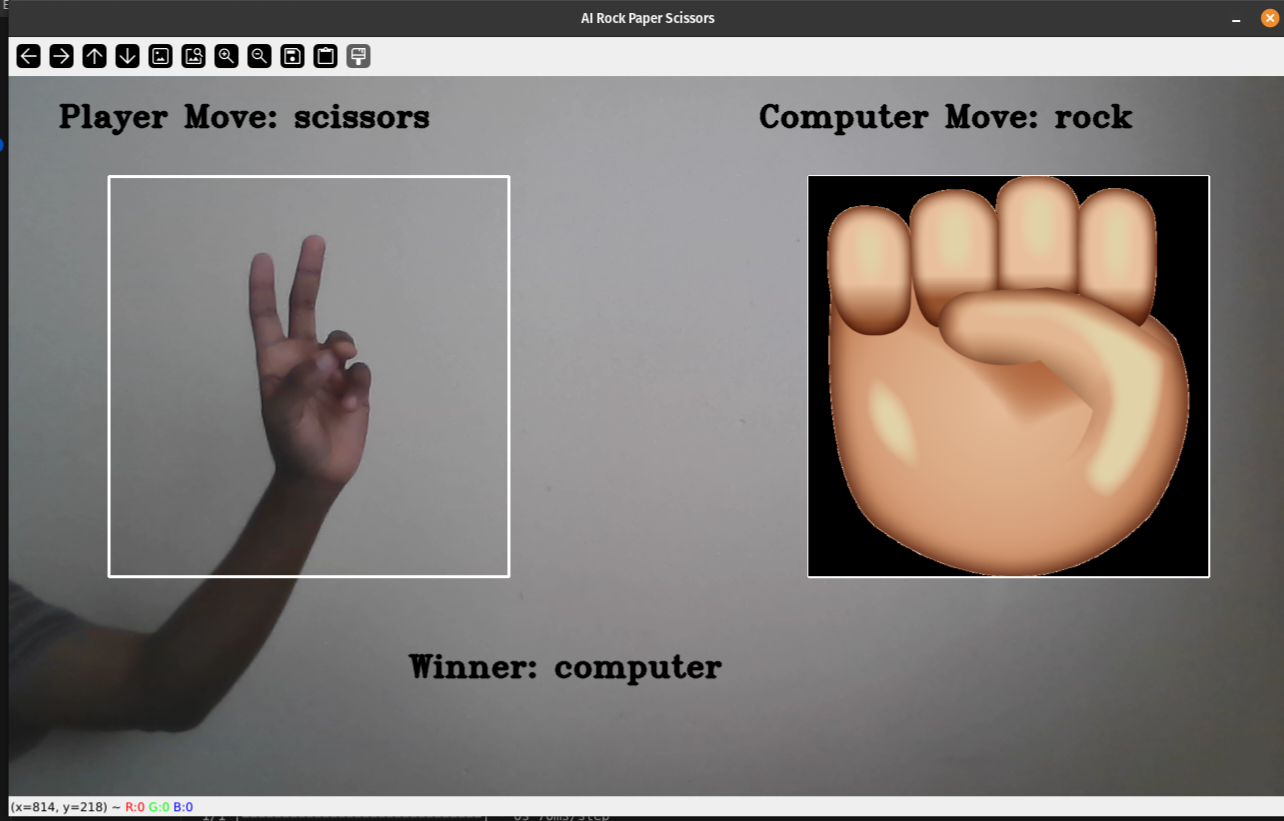 AI Rock Paper Scissors
Player Move: scissors
Computer Move: rock
Winner: computer
(x=814, y=218) ~ R:0 G:0 B:0